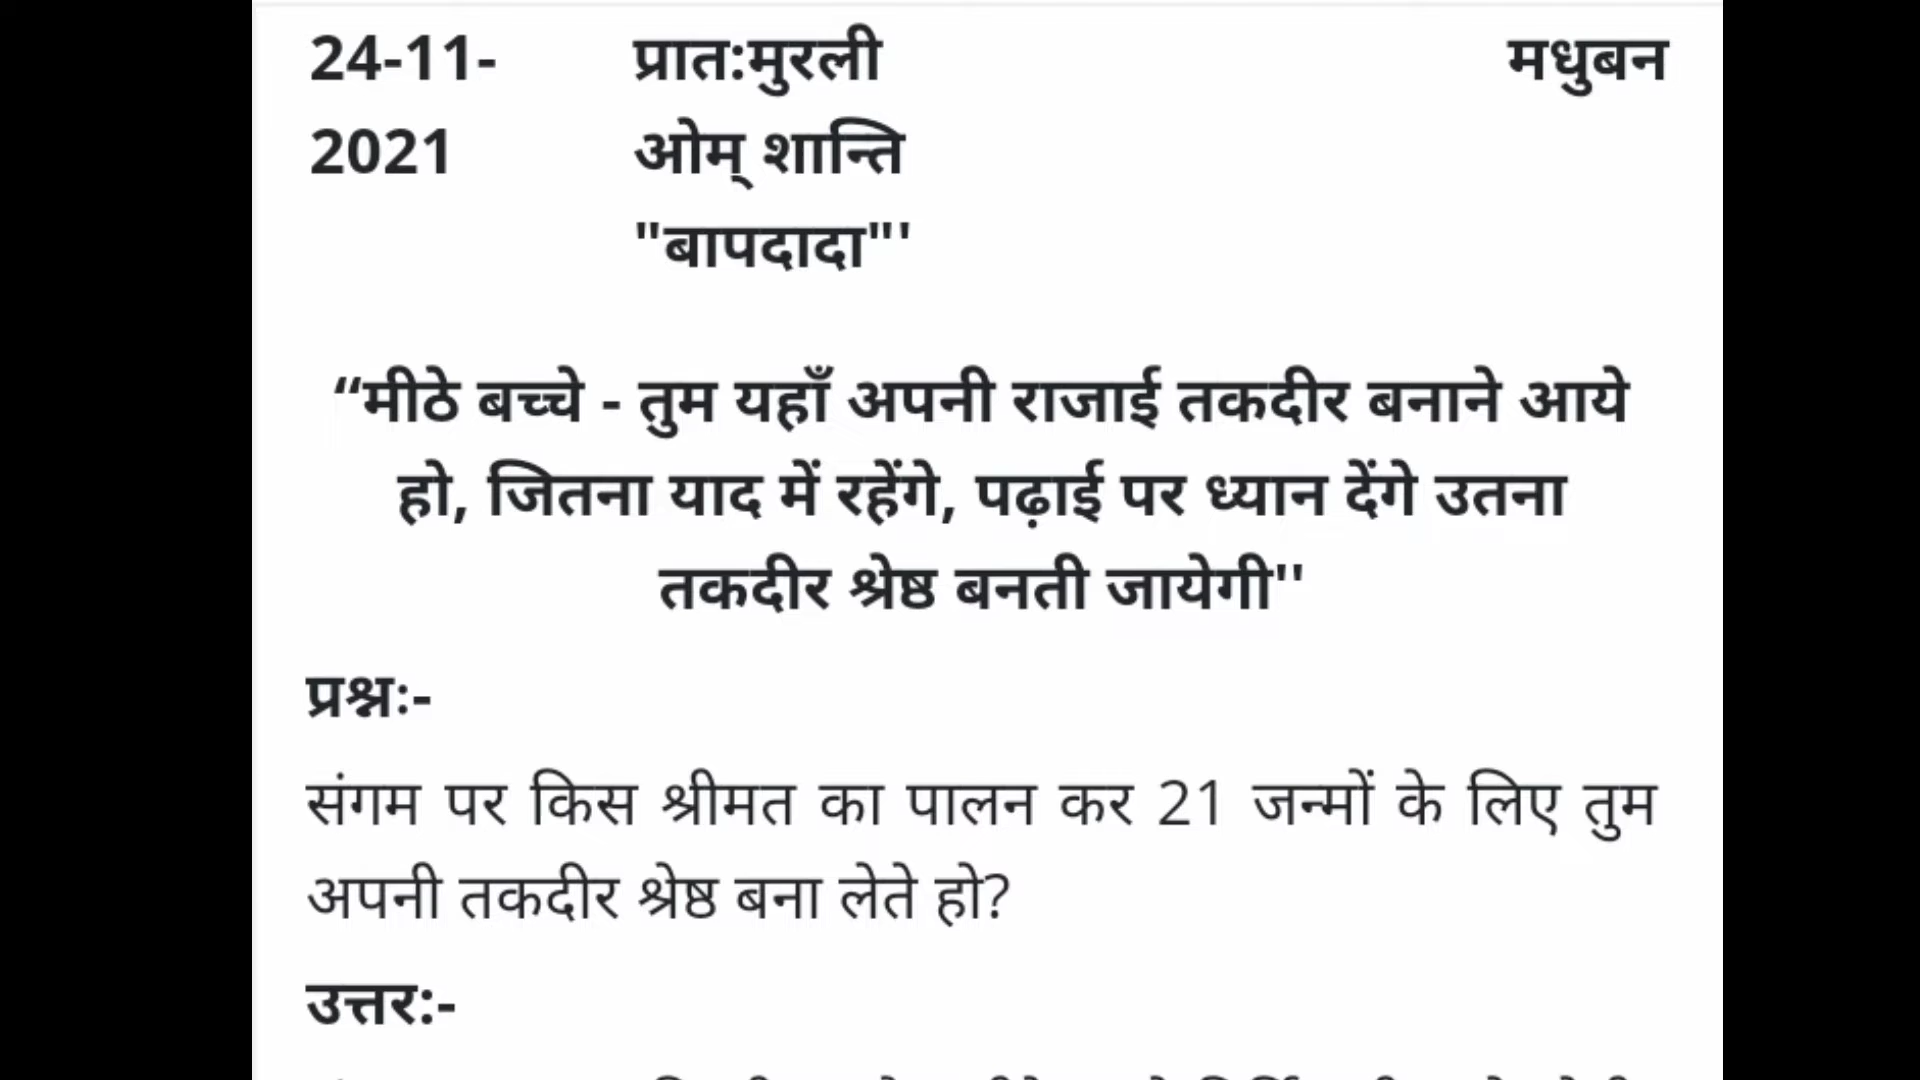 24-11-2021 प्रात:मुरली मधुबन
ओम् शान्ति
"बापदादा"'
“मीठे बच्चे - तुम यहाँ अपनी राजाई तकदीर बनाने आये
हो, जितना याद में रहेंगे, पढ़ाई पर ध्यान देंगे उतना
तकदीर श्रेष्ठ बनती जायेगी''
प्रश्नः-
संगम पर किस श्रीमत का पालन कर 21 जन्मों के लिए तुम
अपनी तकदीर श्रेष्ठ बना लेते हो?
उत्तर:-